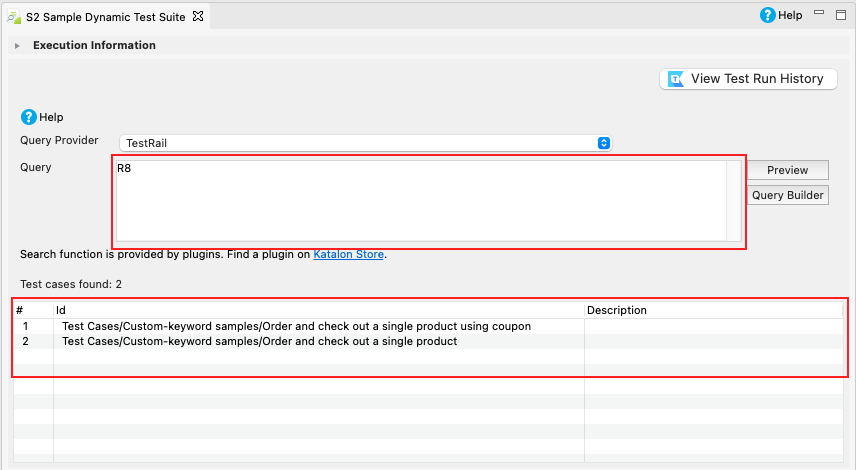 S2 Sample Dynamic Test Suite
? Help
Execution Information
View Test Run History
? Help
Query Provider
TestRail
Query
R8
Preview
Query Builder
Search function is provided by plugins. Find a plugin on Katalon Store.
Test cases found: 2
# Id Description
1 Test Cases/Custom-keyword samples/Order and check out a single product using coupon
2 Test Cases/Custom-keyword samples/Order and check out a single product